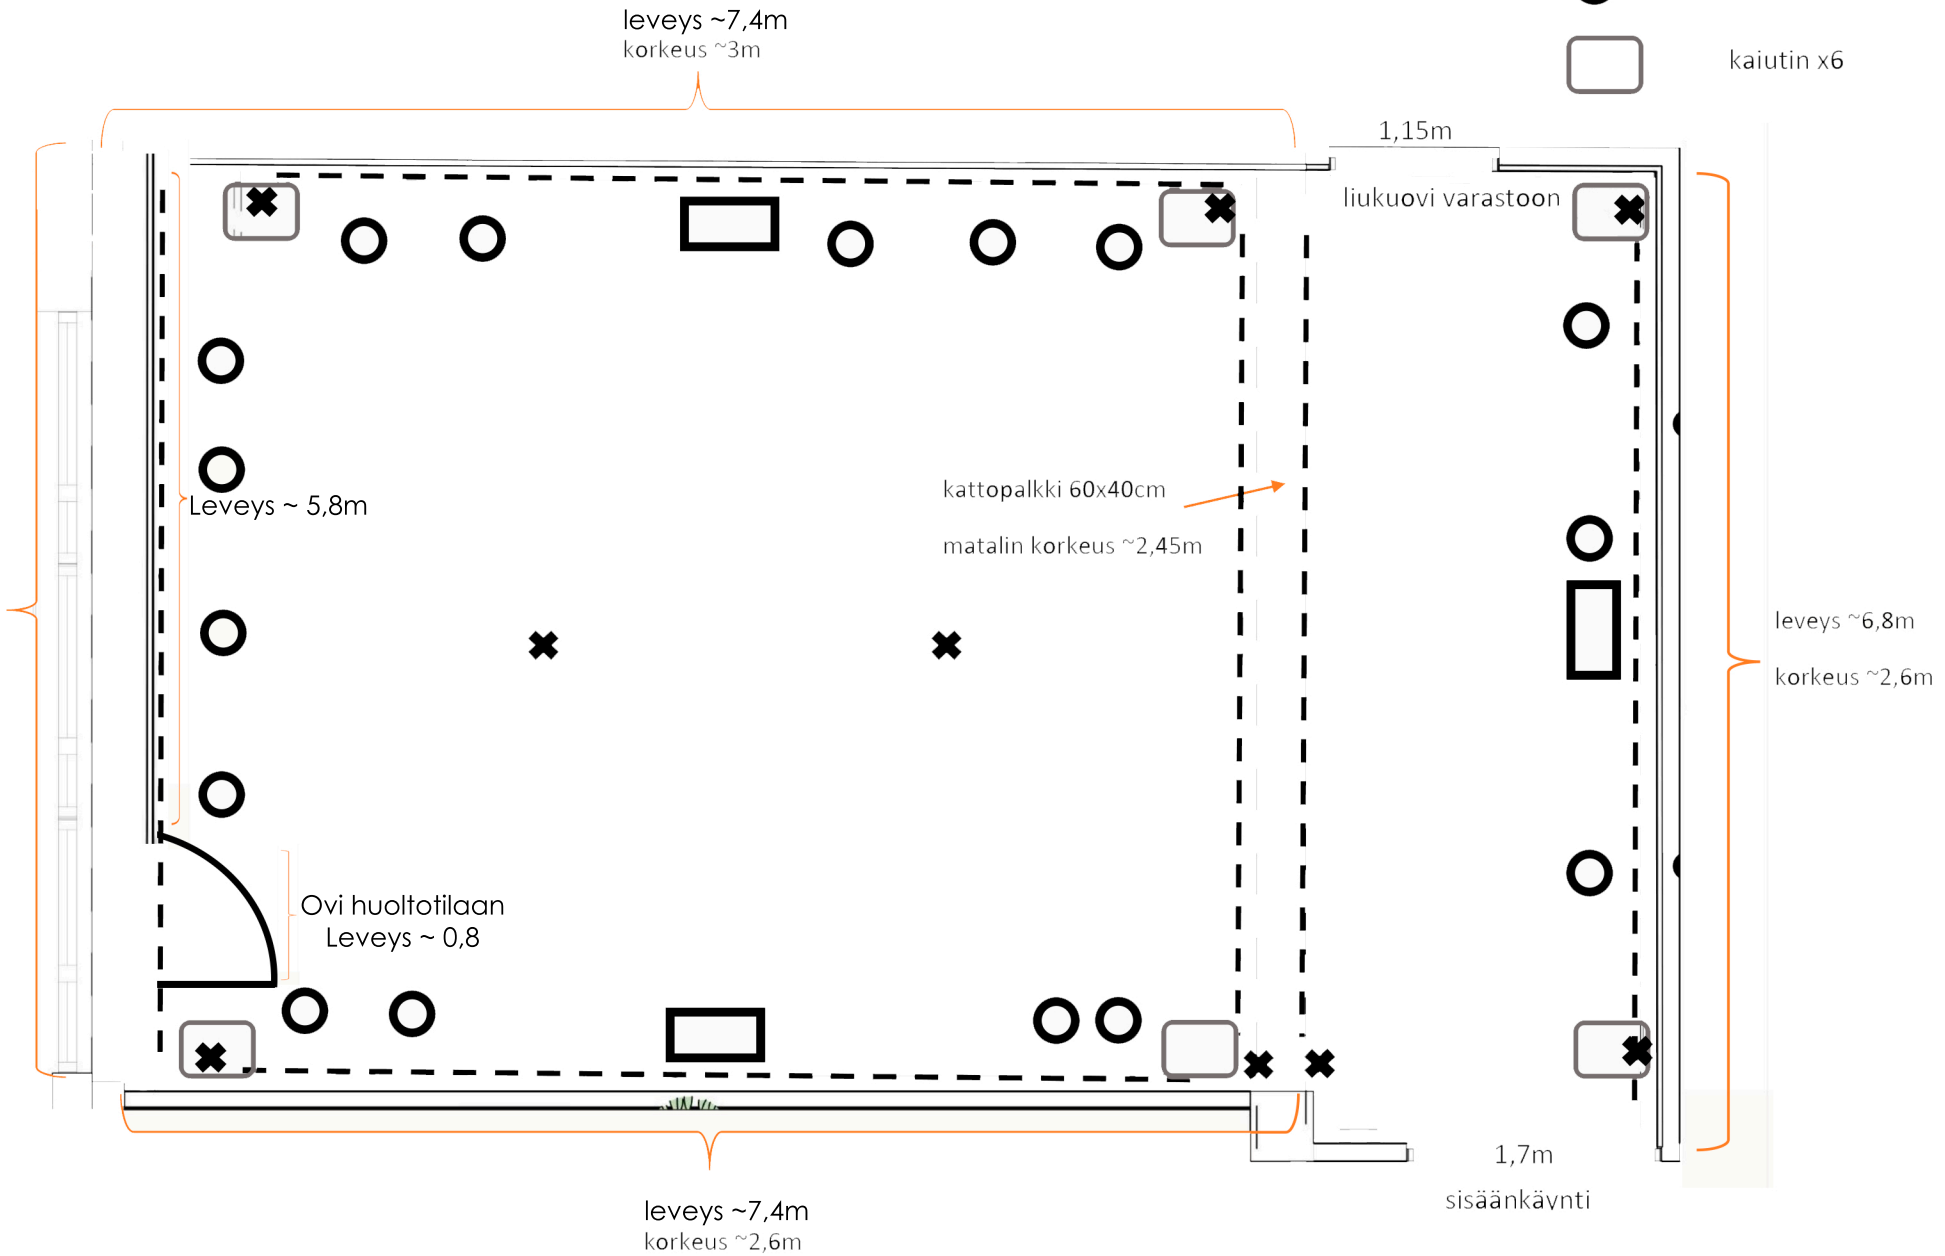 leveys ~7,4m
korkeus ~3m
kaiutin x6
1,15m
liukuovi varastoon
kattopalkki 60x40cm
matalin korkeus ~2,45m
Leveys ~ 5,8m
leveys ~6,8m
korkeus ~2,6m
Ovi huoltotilaan
Leveys ~ 0,8
1,7m
sisäänkäynti
leveys ~7,4m
korkeus ~2,6m